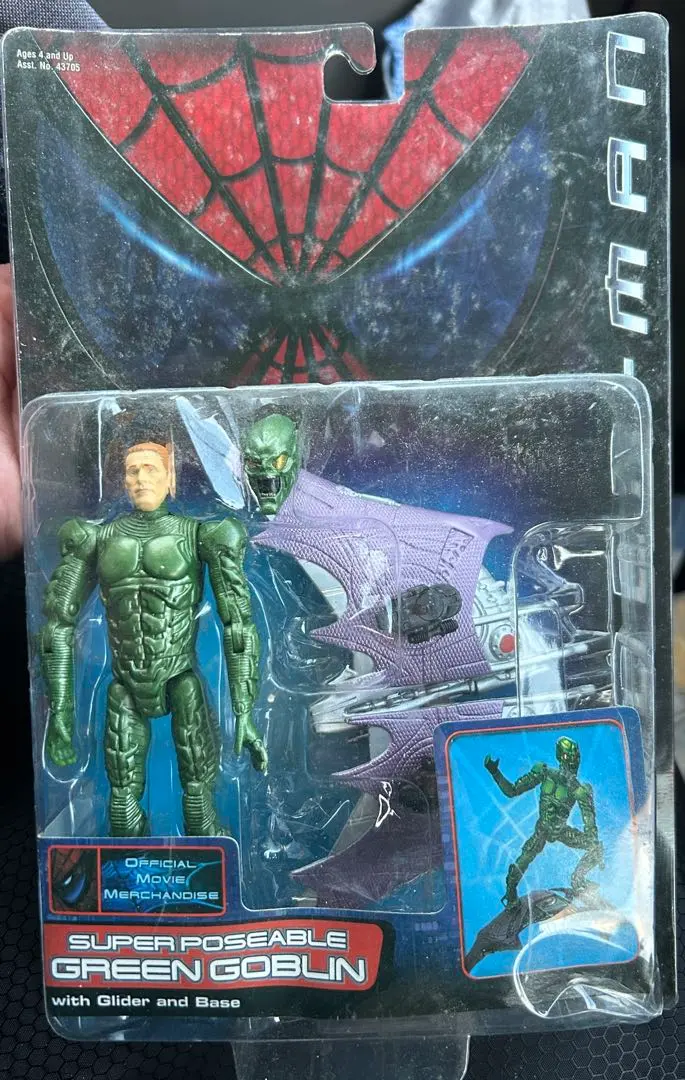 Ages 4 and Up
Asst. No. 43705
-MAN
OFFICIAL
MOVIE
MERCHANDISE
SUPER POSEABLE
GREEN GOBLIN
with Glider and Base